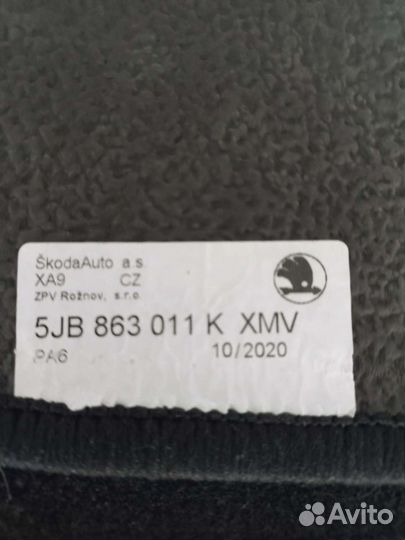 ŠkodaAuto a.s.
XA9 CZ
ZPV Rožnov, s.r.o.
5JB 863 011 K XMV
PA6 10/2020
Avito